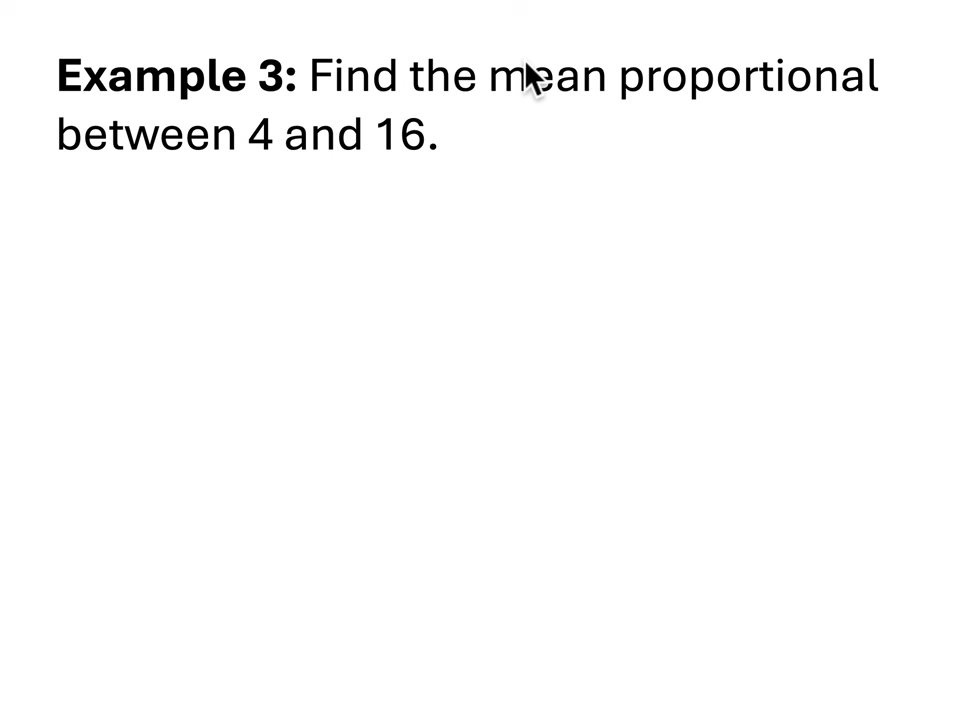 Example 3: Find the mean proportional
between 4 and 16.